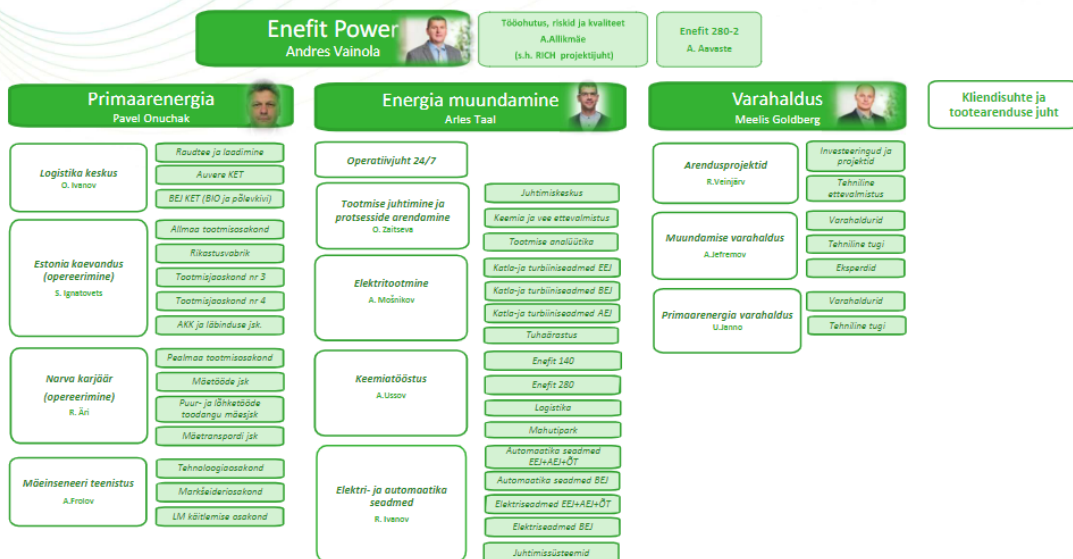 Enefit Power
Andres Vainola
Tööohutus, riskid ja kvaliteet
A.Allikmäe
(s.h. RICH projektijuht)
Enefit 280-2
A. Aavaste
Primaarenergia
Pavel Onuchak
Logistika keskus
O. Ivanov
Raudtee ja laadimine
Auvere KET
BEJ KET (BIO ja põlevkivi)
Estonia kaevandus
(opereerimine)
S. Ignatovets
Allmaa tootmisosakond
Rikastusvabrik
Tootmisjaoskond nr 3
Tootmisjaoskond nr 4
AKK ja läbinduse jsk.
Narva karjäär
(opereerimine)
R. Äri
Pealmaa tootmisosakond
Mäetööde jsk
Puur- ja lõhketööde
toodangu mäesjsk
Mäetranspordi jsk
Mäeinseneri teenistus
A.Frolov
Tehnoloogiaosakond
Markšeideriosakond
LM käitlemise osakond
Energia muundamine
Arles Taal
Operatiivjuht 24/7
Tootmise juhtimine ja
protsesside arendamine
O. Zaitseva
Juhtimiskeskus
Keemia ja vee ettevalmistus
Tootmise analüütika
Elektritootmine
A. Mošnikov
Katla-ja turbiiniseadmed EEJ
Katla-ja turbiiniseadmed BEJ
Katla-ja turbiiniseadmed AEJ
Tuhaärastus
Keemiatööstus
A.Ussov
Enefit 140
Enefit 280
Logistika
Mahutipark
Elektri- ja automaatika
seadmed
R. Ivanov
Automaatika seadmed
EEJ+AEJ+ÕT
Automaatika seadmed BEJ
Elektriseadmed EEJ+AEJ+ÕT
Elektriseadmed BEJ
Juhtimissüsteemid
Varahaldus
Meelis Goldberg
Arendusprojektid
R.Veinjärv
Investeeringud ja
projektid
Tehniline
ettevalmistus
Muundamise varahaldus
A.Jefremov
Varahaldurid
Tehniline tugi
Eksperdid
Primaarenergia varahaldus
U.Janno
Varahaldurid
Tehniline tugi
Kliendisuhte ja
tootearenduse juht